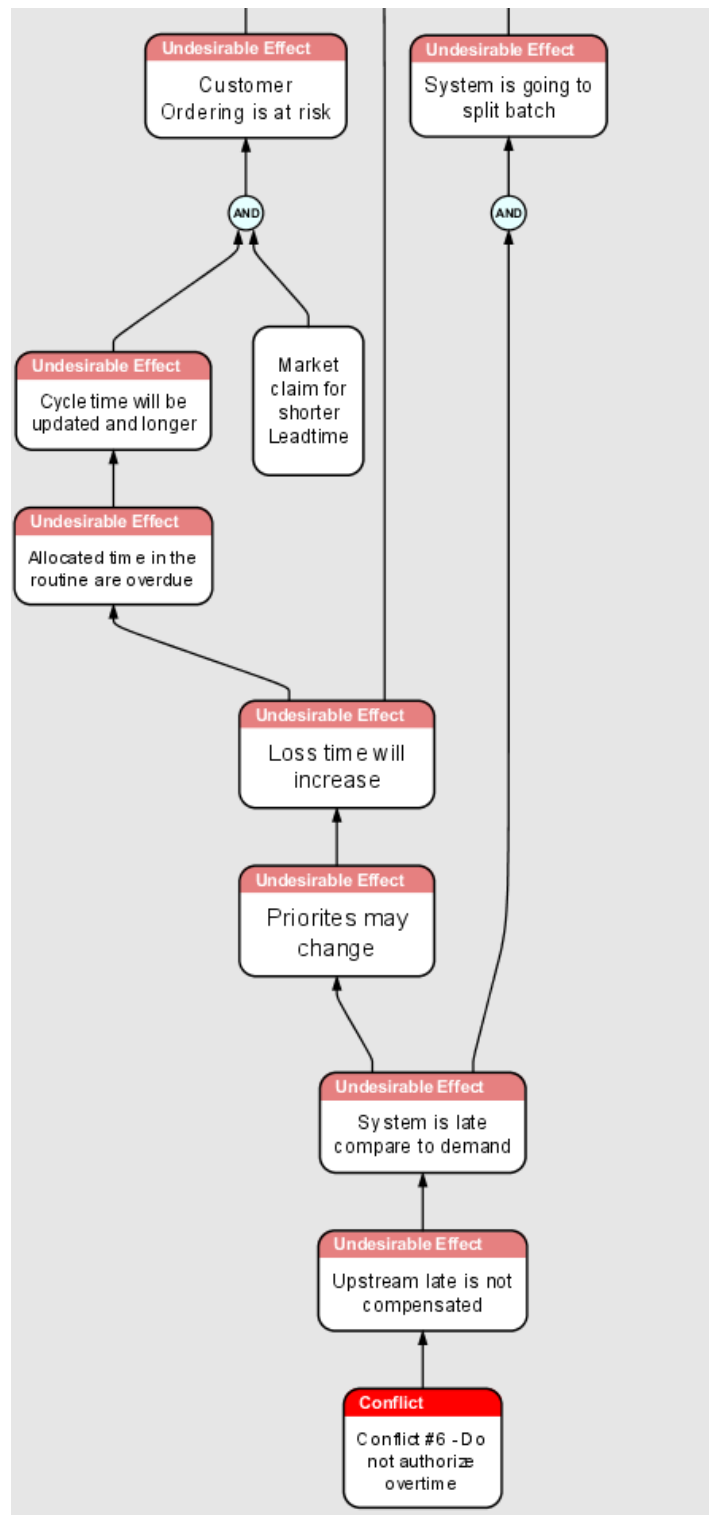 Undesirable Effect
Customer
Ordering is at risk
Undesirable Effect
System is going to
split batch
AND
AND
Undesirable Effect
Cycle time will be
updated and longer
Market
claim for
shorter
Leadtime
Undesirable Effect
Allocated time in the
routine are overdue
Undesirable Effect
Loss time will
increase
Undesirable Effect
Priorites may
change
Undesirable Effect
System is late
compare to demand
Undesirable Effect
Upstream late is not
compensated
Conflict
Conflict #6 - Do
not authorize
overtime